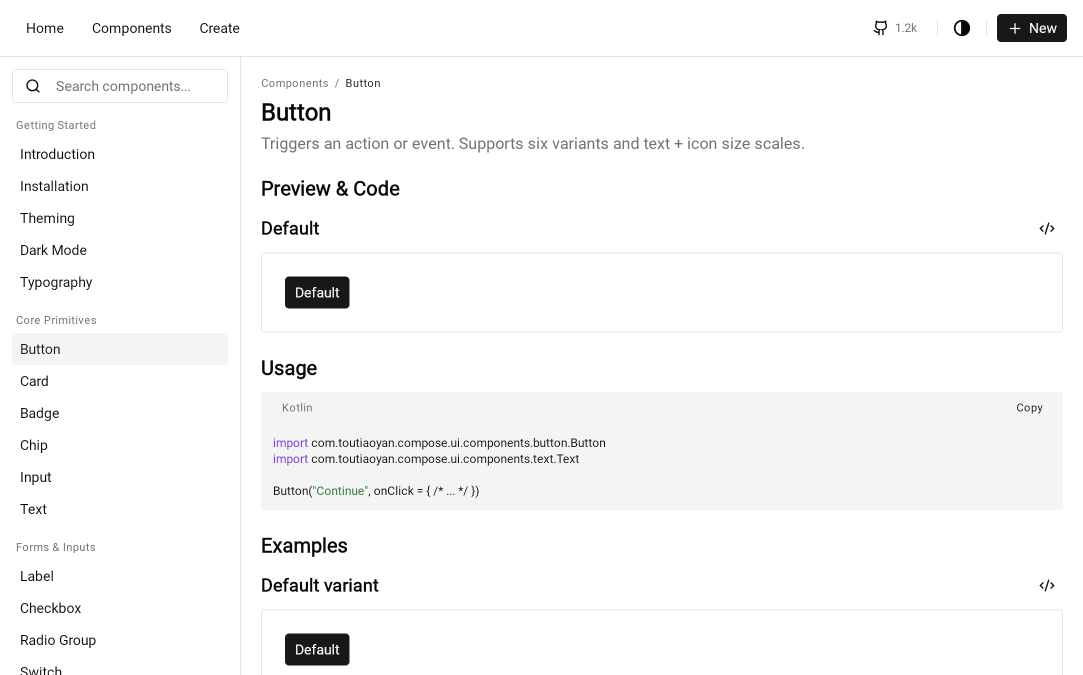 Home Components Create 1.2k New
Search components...
Getting Started
Introduction
Installation
Theming
Dark Mode
Typography
Core Primitives
Button
Card
Badge
Chip
Input
Text
Forms & Inputs
Label
Checkbox
Radio Group
Switch
Components / Button
Button
Triggers an action or event. Supports six variants and text + icon size scales.
Preview & Code
Default
Default
Usage
Kotlin Copy
import com.toutiaoyan.compose.ui.components.button.Button
import com.toutiaoyan.compose.ui.components.text.Text
Button("Continue", onClick = { /* ... */ })
Examples
Default variant
Default